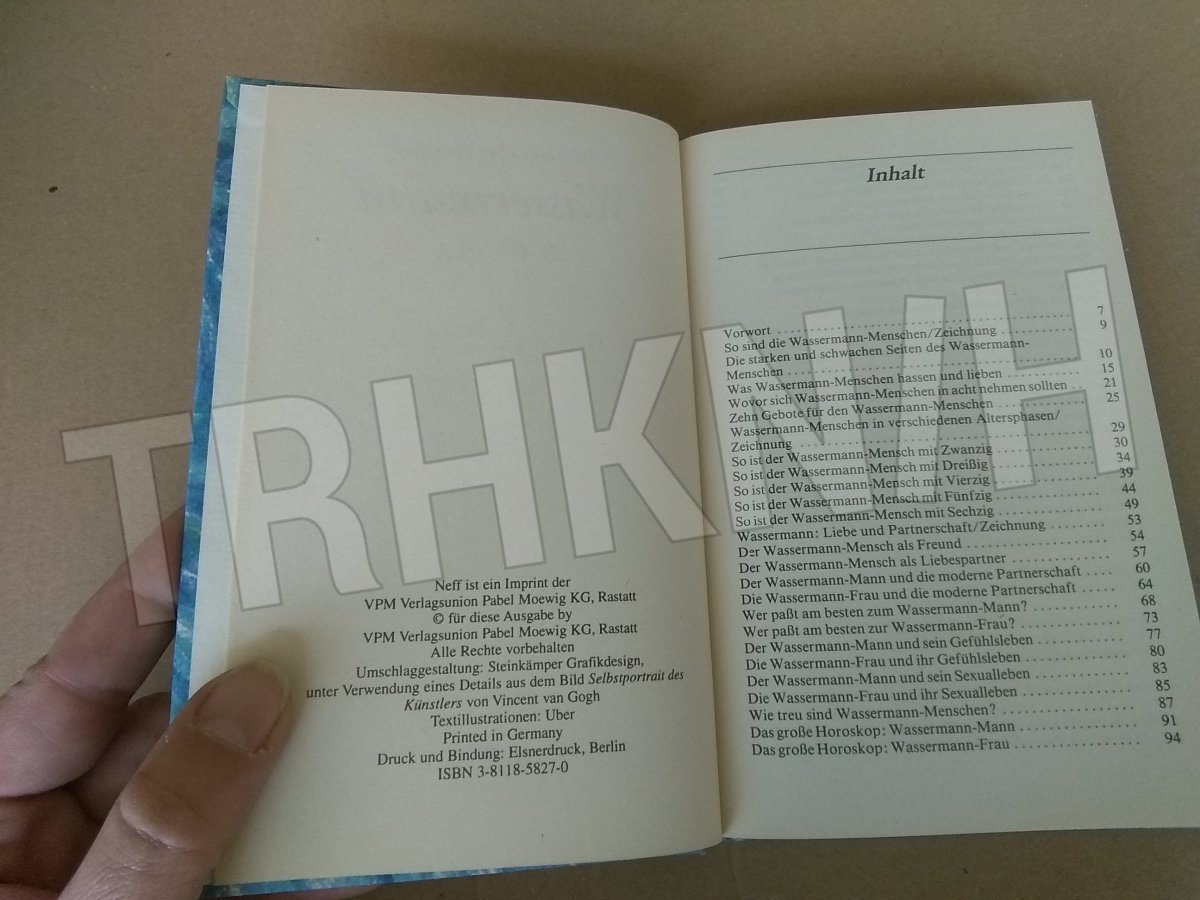 Neff ist ein Imprint der
VPM Verlagsunion Pabel Moewig KG, Rastatt
© für diese Ausgabe by
VPM Verlagsunion Pabel Moewig KG, Rastatt
Alle Rechte vorbehalten
Umschlaggestaltung: Steinkämper Grafikdesign,
unter Verwendung eines Details aus dem Bild Selbstportrait des
Künstlers von Vincent van Gogh
Textillustrationen: Uber
Printed in Germany
Druck und Bindung: Elsnerdruck, Berlin
ISBN 3-8118-5827-0
Inhalt
Vorwort 7
So sind die Wassermann-Menschen/Zeichnung 9
Die starken und schwachen Seiten des Wassermann-
Menschen 10
Was Wassermann-Menschen hassen und lieben 15
Wovor sich Wassermann-Menschen in acht nehmen sollten 21
Zehn Gebote für den Wassermann-Menschen 25
Wassermann-Menschen in verschiedenen Altersphasen/
Zeichnung 29
So ist der Wassermann-Mensch mit Zwanzig 30
So ist der Wassermann-Mensch mit Dreißig 34
So ist der Wassermann-Mensch mit Vierzig 39
So ist der Wassermann-Mensch mit Fünfzig 44
So ist der Wassermann-Mensch mit Sechzig 49
Wassermann: Liebe und Partnerschaft/Zeichnung 53
Der Wassermann-Mensch als Freund 54
Der Wassermann-Mensch als Liebespartner 57
Der Wassermann-Mann und die moderne Partnerschaft 60
Die Wassermann-Frau und die moderne Partnerschaft 64
Wer paßt am besten zum Wassermann-Mann? 68
Wer paßt am besten zur Wassermann-Frau? 73
Der Wassermann-Mann und sein Gefühlsleben 77
Die Wassermann-Frau und ihr Gefühlsleben 80
Der Wassermann-Mann und sein Sexualleben 83
Die Wassermann-Frau und ihr Sexualleben 85
Wie treu sind Wassermann-Menschen? 87
Das große Horoskop: Wassermann-Mann 91
Das große Horoskop: Wassermann-Frau 94
TRHKNIH